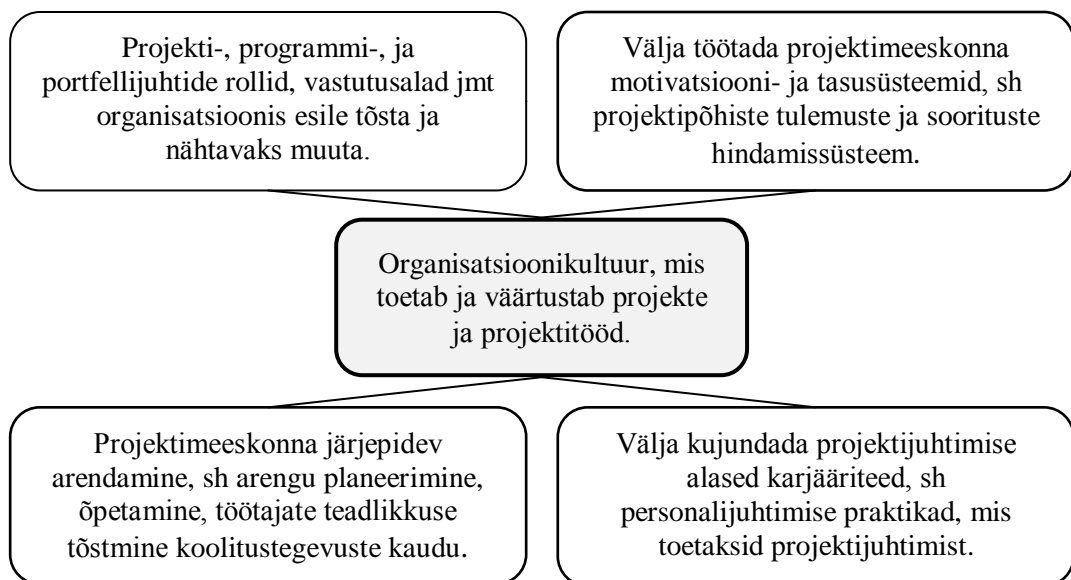 Projekti-, programmi-, ja
portfellijuhtide rollid, vastutusalad jmt
organisatsioonis esile tõsta ja
nähtavaks muuta.
Välja töötada projektimeeskonna
motivatsiooni- ja tasusüsteemid, sh
projektipõhiste tulemuste ja soorituste
hindamissüsteem.
Organisatsioonikultuur, mis
toetab ja väärtustab projekte
ja projektitööd.
Projektimeeskonna järjepidev
arendamine, sh arengu planeerimine,
õpetamine, töötajate teadlikkuse
tõstmine koolitustegevuste kaudu.
Välja kujundada projektijuhtimise
alased karjääriteed, sh
personalijuhtimise praktikad, mis
toetaksid projektijuhtimist.